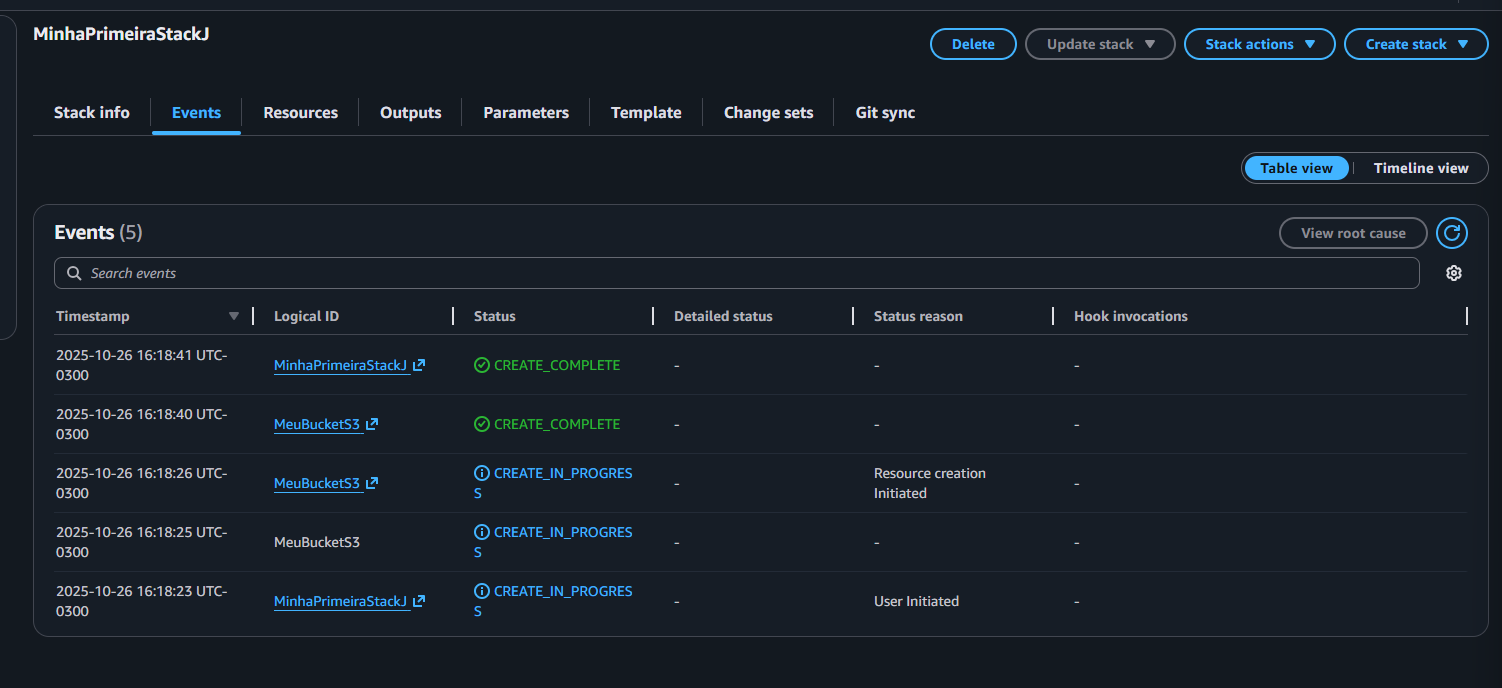 MinhaPrimeiraStackJ
Delete
Update stack
Stack actions
Create stack
Stack info
Events
Resources
Outputs
Parameters
Template
Change sets
Git sync
Table view
Timeline view
Events (5)
View root cause
Search events
Timestamp
Logical ID
Status
Detailed status
Status reason
Hook invocations
2025-10-26 16:18:41 UTC-
0300
MinhaPrimeiraStackJ
CREATE_COMPLETE
-
-
-
2025-10-26 16:18:40 UTC-
0300
MeuBucketS3
CREATE_COMPLETE
-
-
-
2025-10-26 16:18:26 UTC-
0300
MeuBucketS3
CREATE_IN_PROGRES
S
-
Resource creation
Initiated
-
2025-10-26 16:18:25 UTC-
0300
MeuBucketS3
CREATE_IN_PROGRES
S
-
-
-
2025-10-26 16:18:23 UTC-
0300
MinhaPrimeiraStackJ
CREATE_IN_PROGRES
S
-
User Initiated
-